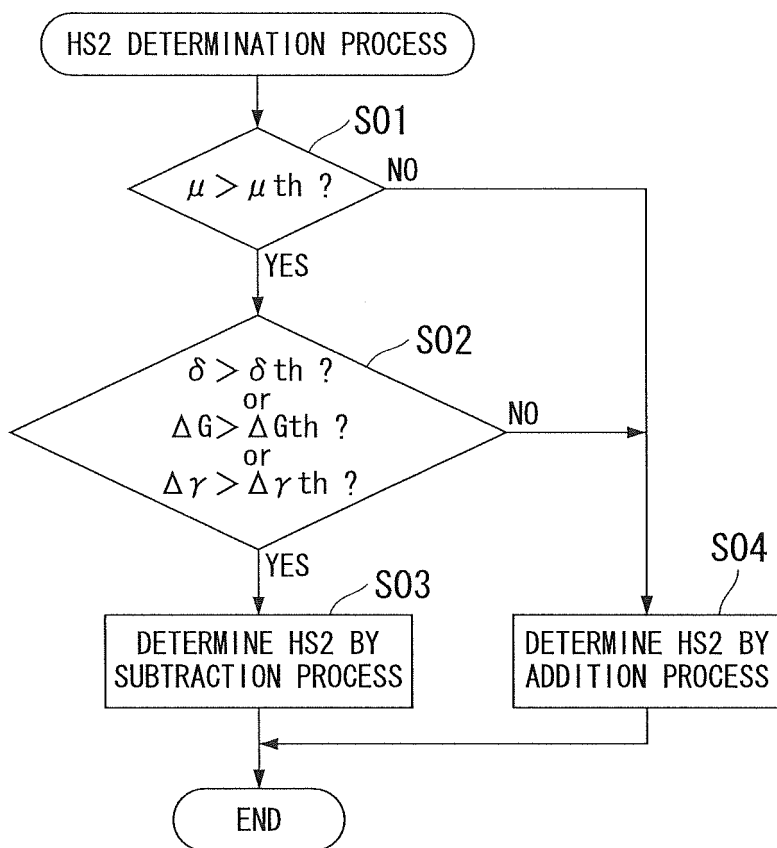 HS2 DETERMINATION PROCESS
S01
μ > μth ?
NO
YES
S02
δ > δth ?
or
ΔG > ΔGth ?
or
Δγ > Δγth ?
NO
YES
S03
DETERMINE HS2 BY
SUBTRACTION PROCESS
S04
DETERMINE HS2 BY
ADDITION PROCESS
END